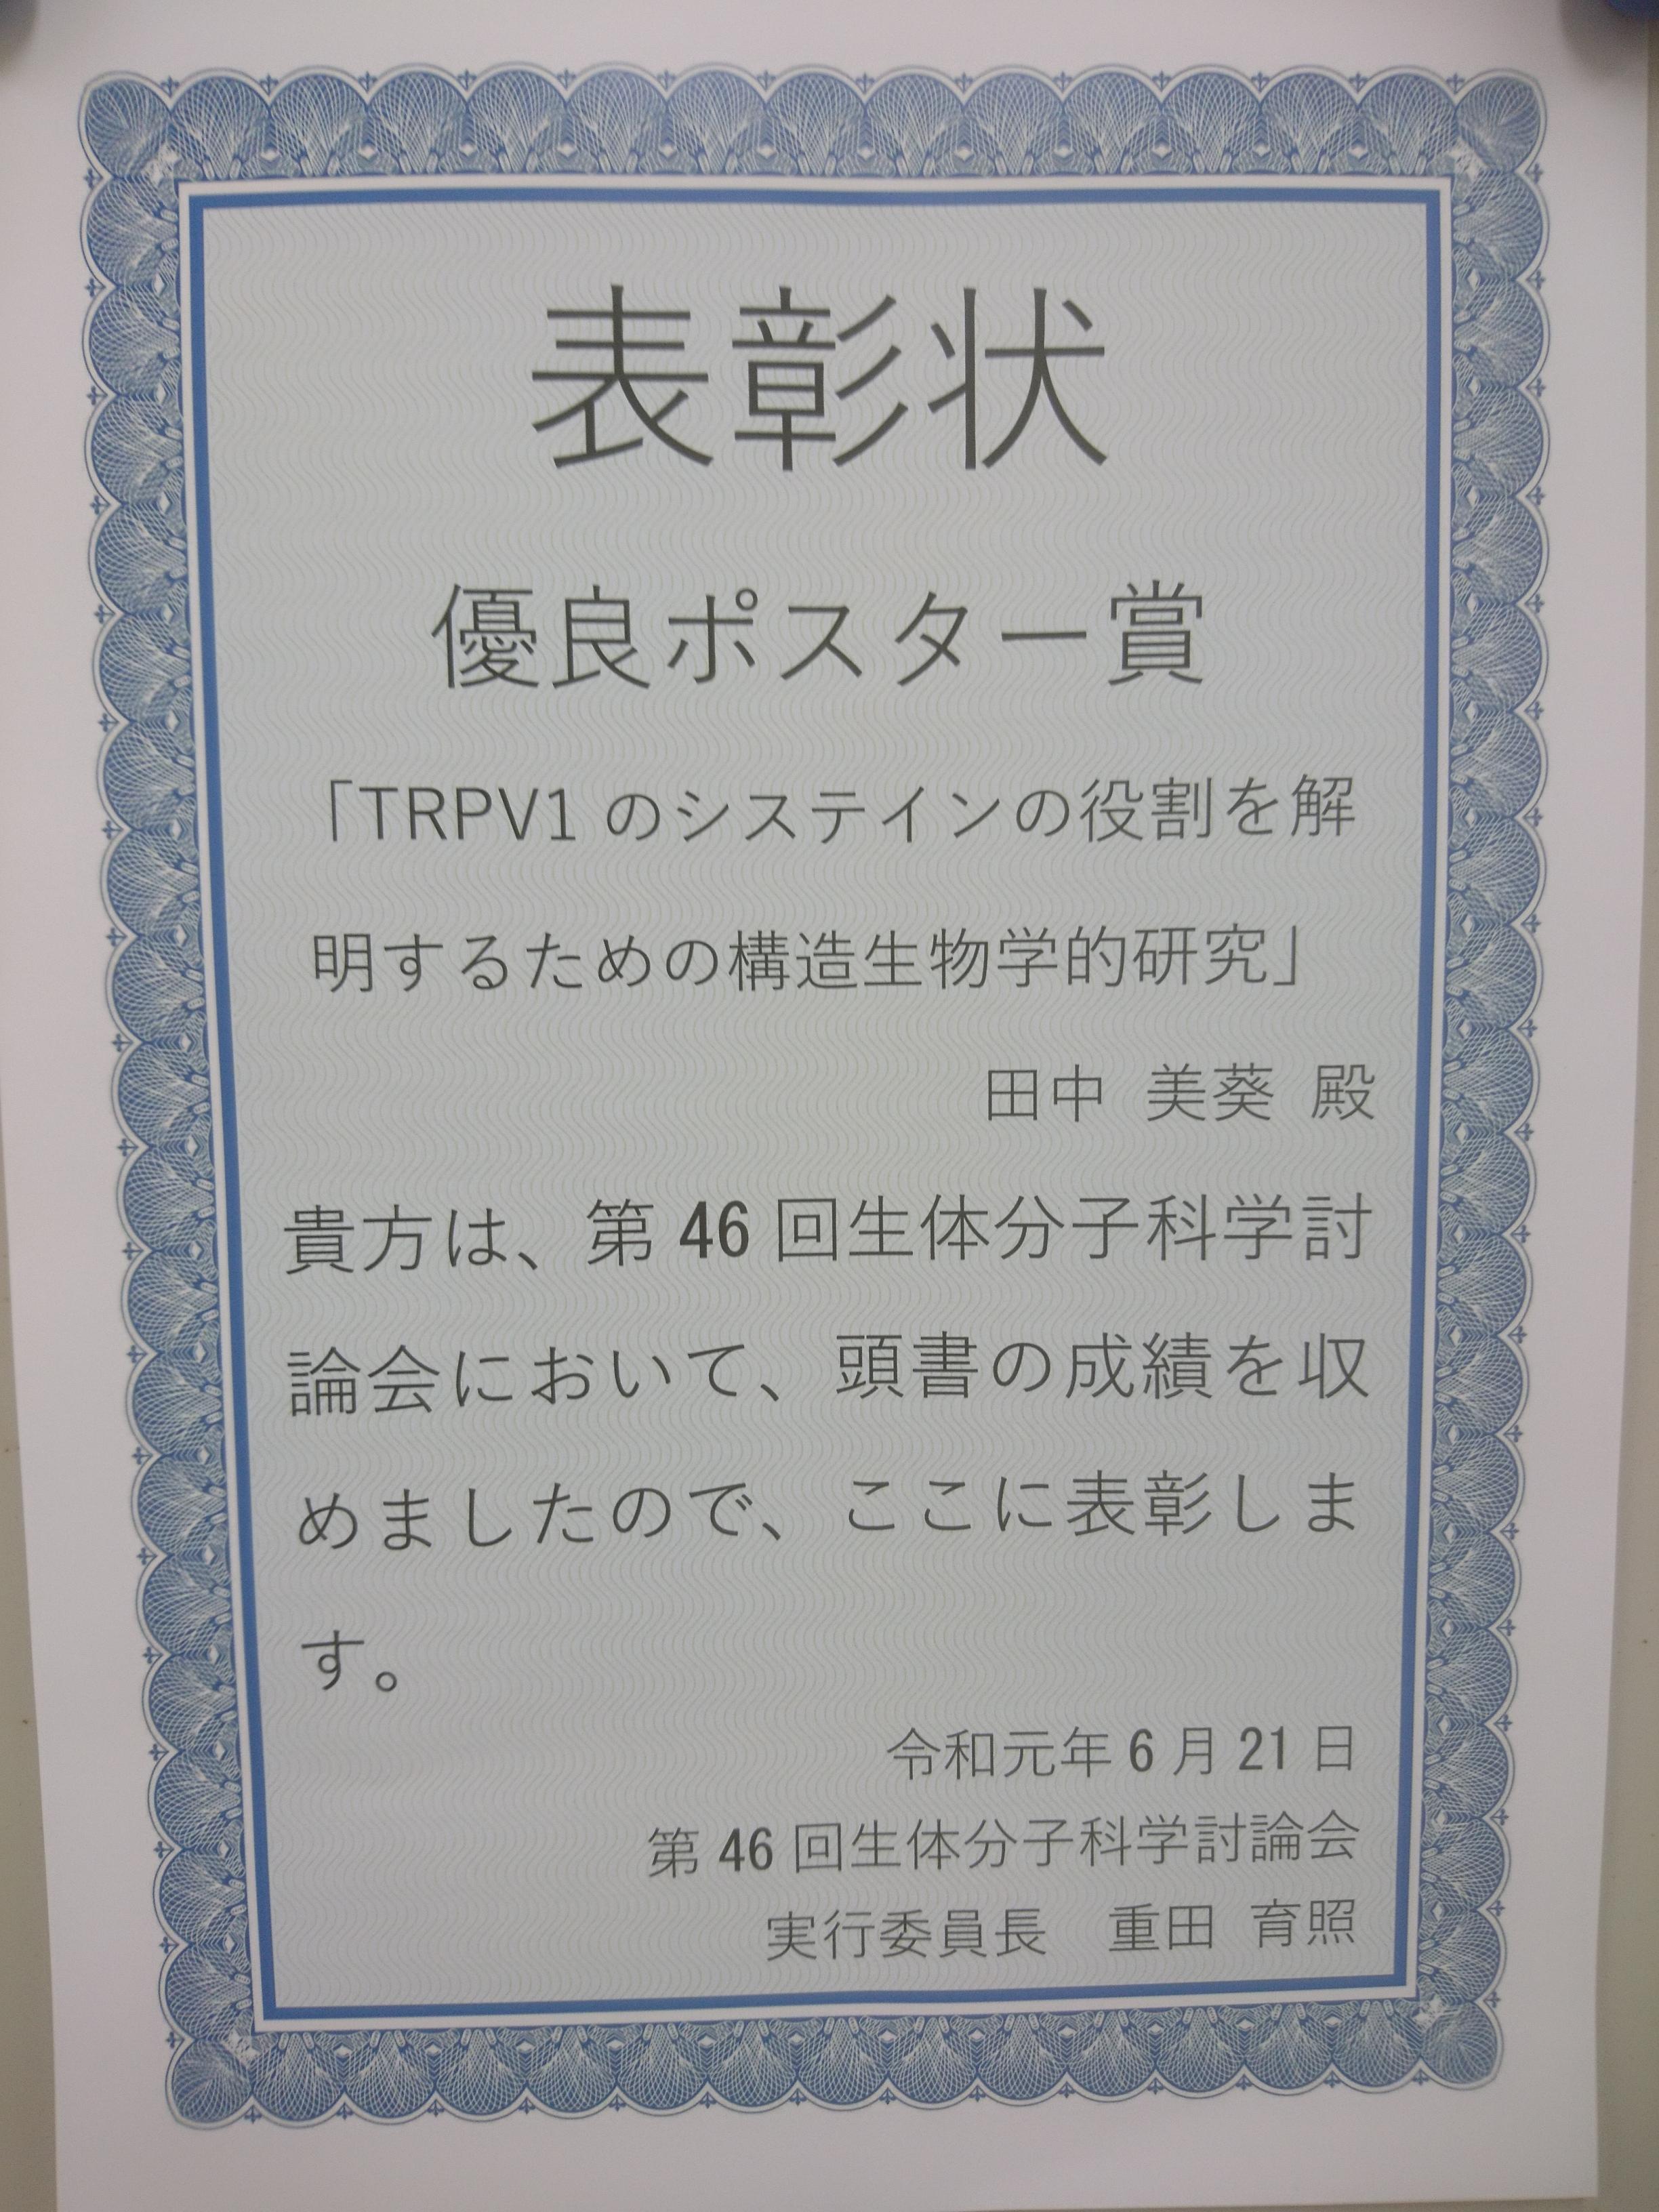 表彰状
優良ポスター賞
「TRPV1 のシステインの役割を解
明するための構造生物学的研究」
田中 美葵 殿
貴方は、第 46 回生体分子科学討
論会において、頭書の成績を収
めましたので、ここに表彰しま
す。
令和元年 6 月 21 日
第 46 回生体分子科学討論会
実行委員長　重田 育照